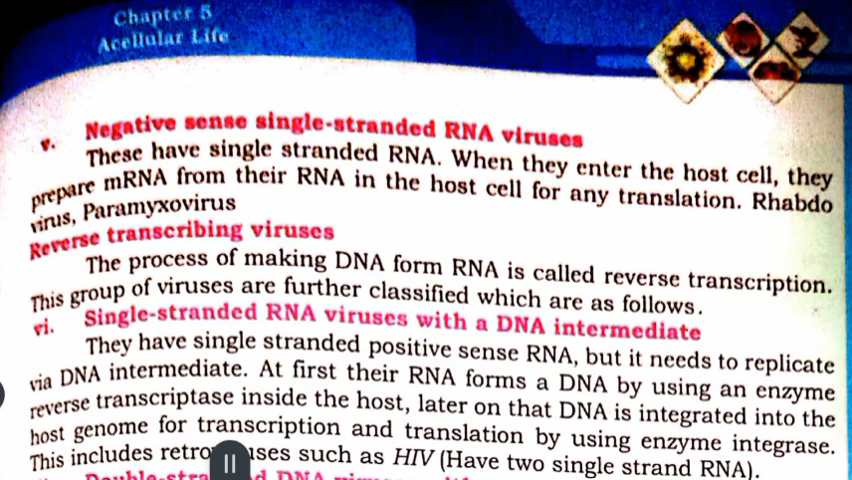 Chapter 5
Acellular Life
v. Negative sense single-stranded RNA viruses
These have single stranded RNA. When they enter the host cell, they
prepare mRNA from their RNA in the host cell for any translation. Rhabdo
virus, Paramyxovirus
Reverse transcribing viruses
The process of making DNA form RNA is called reverse transcription.
This group of viruses are further classified which are as follows.
vi. Single-stranded RNA viruses with a DNA intermediate
They have single stranded positive sense RNA, but it needs to replicate
via DNA intermediate. At first their RNA forms a DNA by using an enzyme
reverse transcriptase inside the host, later on that DNA is integrated into the
host genome for transcription and translation by using enzyme integrase.
This includes such as HIV (Have two single strand RNA).
DNA